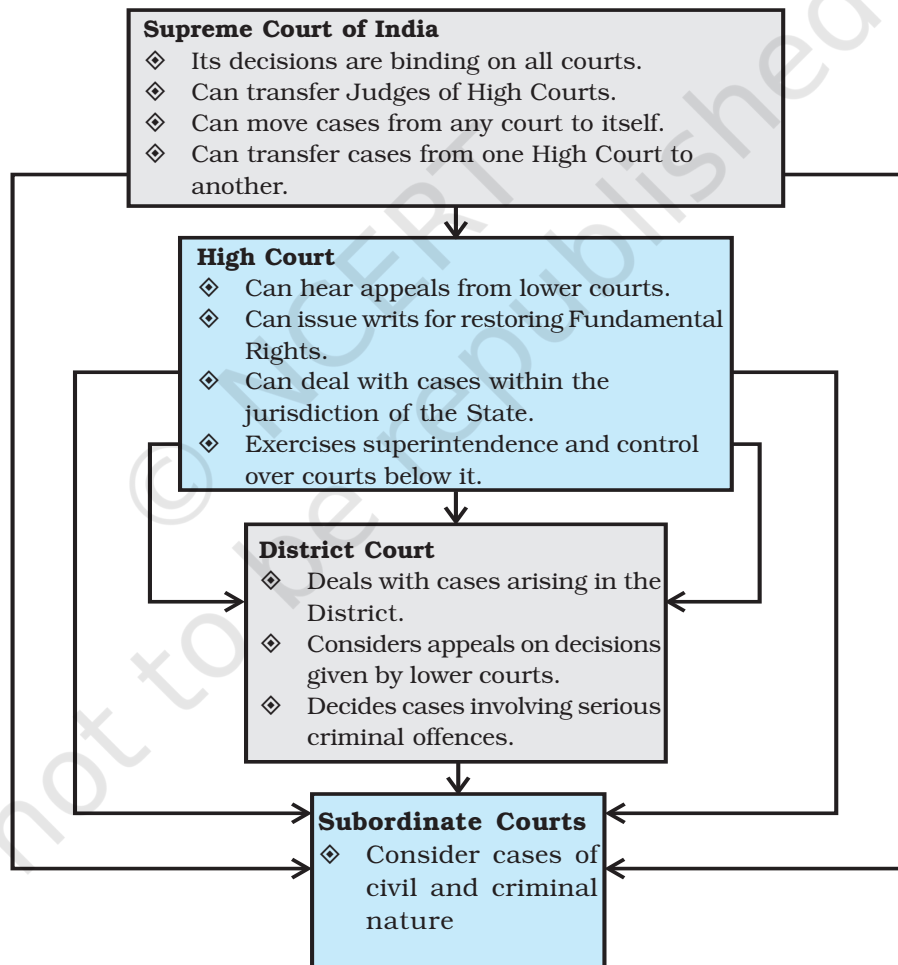 Supreme Court of India
◈ Its decisions are binding on all courts.
◈ Can transfer Judges of High Courts.
◈ Can move cases from any court to itself.
◈ Can transfer cases from one High Court to
another.
High Court
◈ Can hear appeals from lower courts.
◈ Can issue writs for restoring Fundamental
Rights.
◈ Can deal with cases within the
jurisdiction of the State.
◈ Exercises superintendence and control
over courts below it.
District Court
◈ Deals with cases arising in the
District.
◈ Considers appeals on decisions
given by lower courts.
◈ Decides cases involving serious
criminal offences.
Subordinate Courts
◈ Consider cases of
civil and criminal
nature
© NCERT
not to be republished